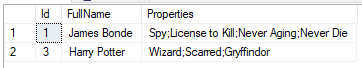 Id FullName Properties
1 1 James Bonde Spy;License to Kill;Never Aging;Never Die
2 3 Harry Potter Wizard;Scarred;Gryffindor